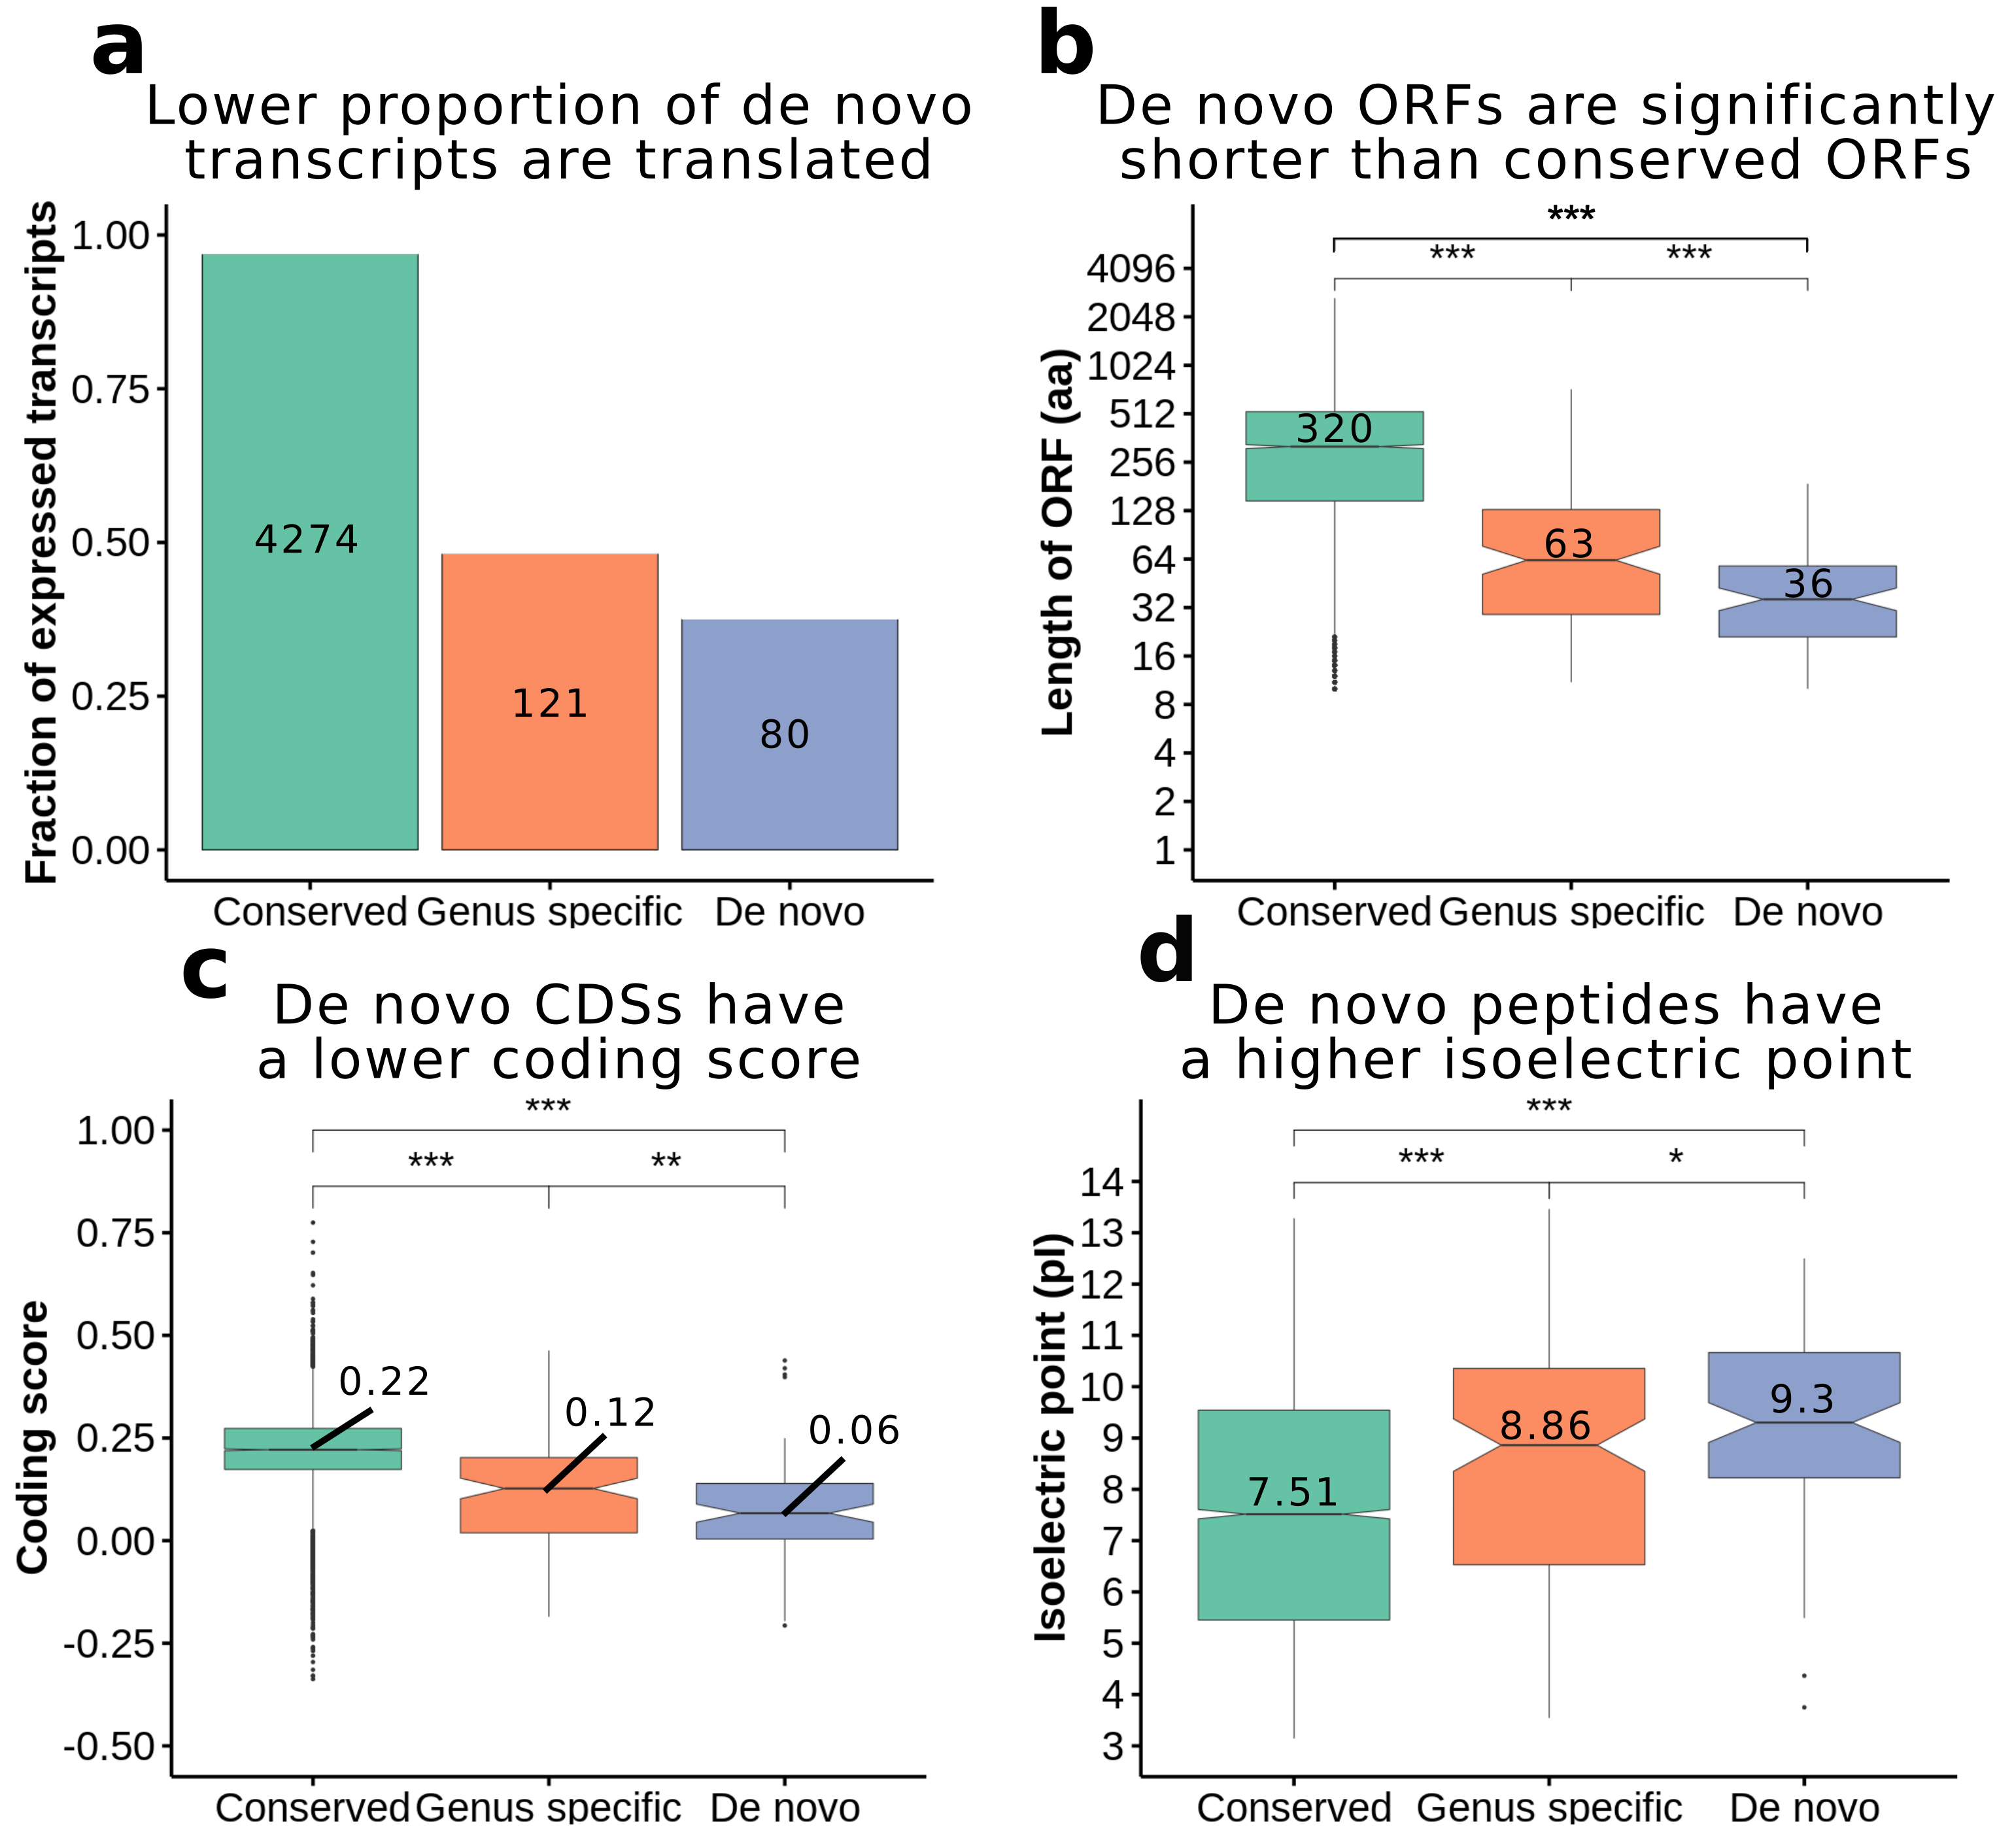 a
Lower proportion of de novo
transcripts are translated
Fraction of expressed transcripts
1.00
0.75
0.50
0.25
0.00
4274
121
80
Conserved Genus specific De novo
b
De novo ORFs are significantly
shorter than conserved ORFs
Length of ORF (aa)
4096
2048
1024
512
256
128
64
32
16
8
4
2
1
***
*** ***
320
63
36
Conserved Genus specific De novo
c
De novo CDSs have
a lower coding score
Coding score
1.00
0.75
0.50
0.25
0.00
-0.25
-0.50
***
*** **
0.22
0.12
0.06
Conserved Genus specific De novo
d
De novo peptides have
a higher isoelectric point
Isoelectric point (pI)
14
13
12
11
10
9
8
7
6
5
4
3
***
*** *
7.51
8.86
9.3
Conserved Genus specific De novo